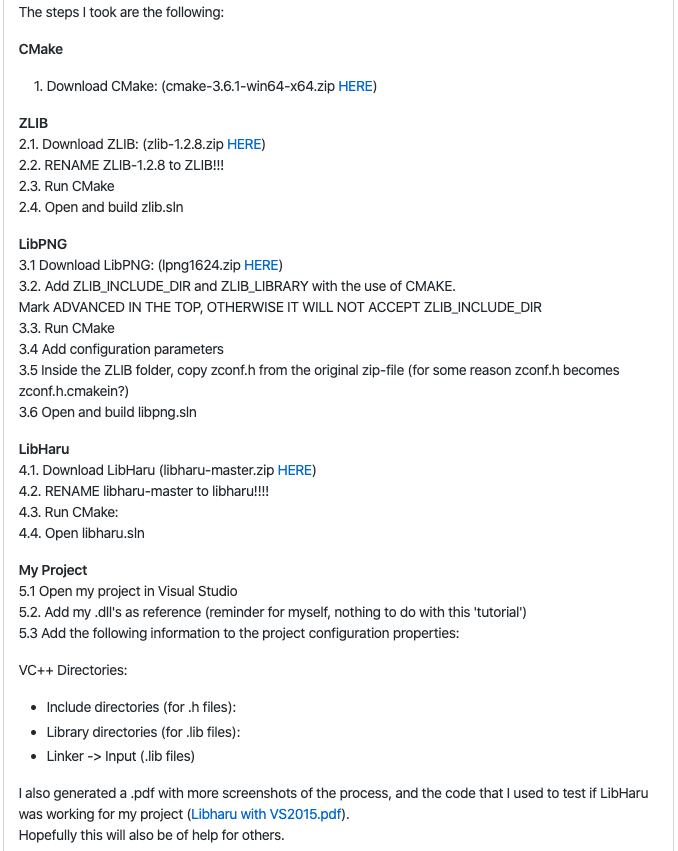 The steps I took are the following:
CMake
1. Download CMake: (cmake-3.6.1-win64-x64.zip HERE)
ZLIB
2.1. Download ZLIB: (zlib-1.2.8.zip HERE)
2.2. RENAME ZLIB-1.2.8 to ZLIB!!!
2.3. Run CMake
2.4. Open and build zlib.sln
LibPNG
3.1 Download LibPNG: (lpng1624.zip HERE)
3.2. Add ZLIB_INCLUDE_DIR and ZLIB_LIBRARY with the use of CMAKE.
Mark ADVANCED IN THE TOP, OTHERWISE IT WILL NOT ACCEPT ZLIB_INCLUDE_DIR
3.3. Run CMake
3.4 Add configuration parameters
3.5 Inside the ZLIB folder, copy zconf.h from the original zip-file (for some reason zconf.h becomes
zconf.h.cmakein?)
3.6 Open and build libpng.sln
LibHaru
4.1. Download LibHaru (libharu-master.zip HERE)
4.2. RENAME libharu-master to libharu!!!!
4.3. Run CMake:
4.4. Open libharu.sln
My Project
5.1 Open my project in Visual Studio
5.2. Add my .dll's as reference (reminder for myself, nothing to do with this 'tutorial')
5.3 Add the following information to the project configuration properties:
VC++ Directories:
• Include directories (for .h files):
• Library directories (for .lib files):
• Linker -> Input (.lib files)
I also generated a .pdf with more screenshots of the process, and the code that I used to test if LibHaru
was working for my project (Libharu with VS2015.pdf).
Hopefully this will also be of help for others.